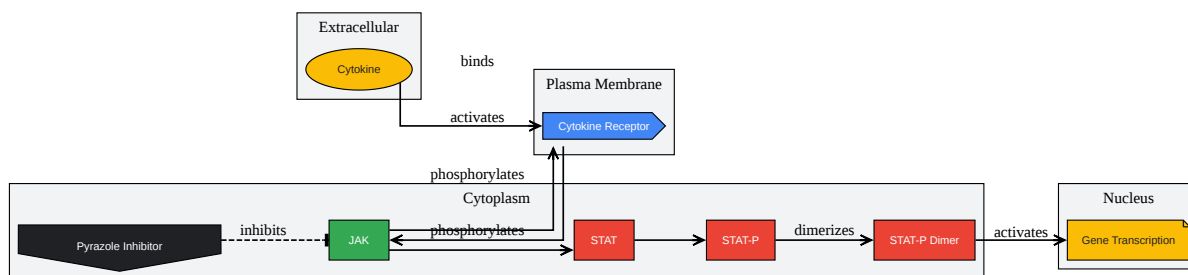 Extracellular
Cytokine
binds
Plasma Membrane
activates
Cytokine Receptor
phosphorylates
Cytoplasm
Nucleus
Pyrazole Inhibitor
inhibits
JAK
phosphorylates
STAT
STAT-P
dimerizes
STAT-P Dimer
activates
Gene Transcription